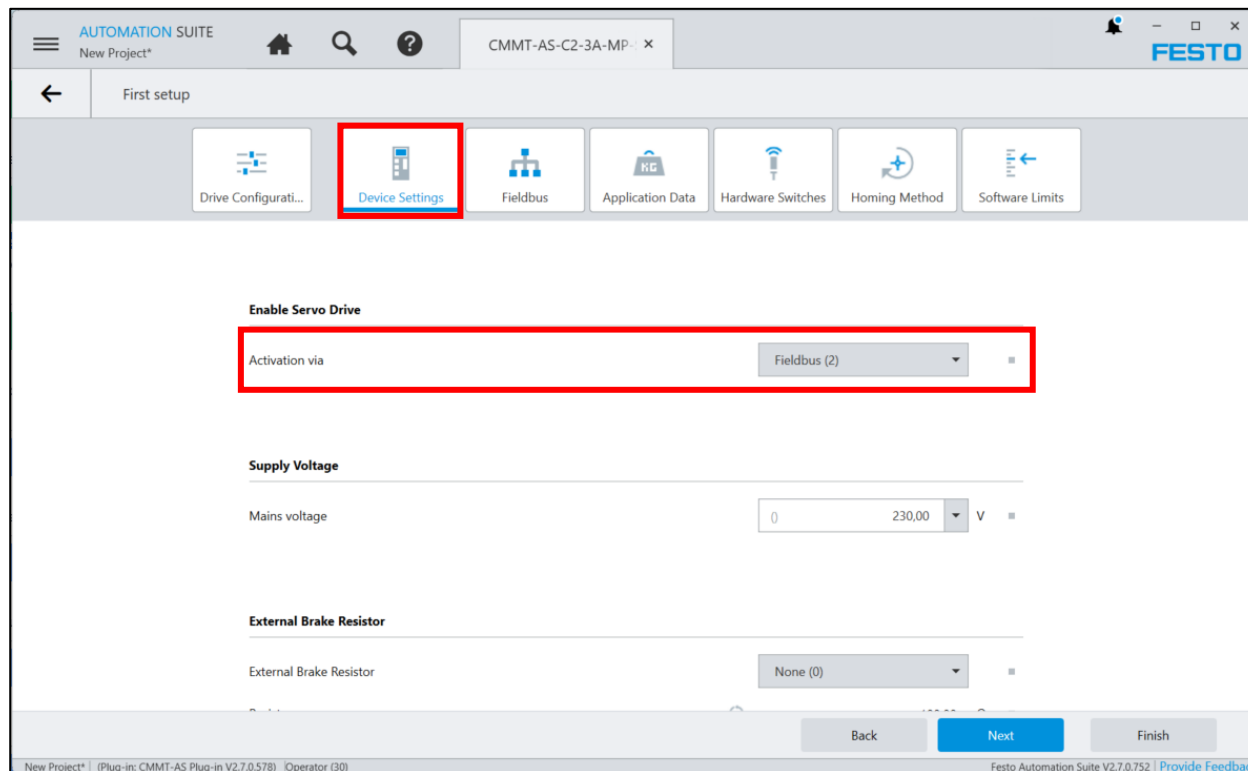 AUTOMATION SUITE
New Project*
CMMT-AS-C2-3A-MP-
FESTO
First setup
Drive Configurati...
Device Settings
Fieldbus
KG
Application Data
Hardware Switches
Homing Method
Software Limits
Enable Servo Drive
Activation via
Fieldbus (2)
Supply Voltage
Mains voltage
() 230,00 V
External Brake Resistor
External Brake Resistor
None (0)
Back
Next
Finish
New Project* (Plug-in: CMMT-AS Plug-in V2.7.0.578) Operator (30)
Festo Automation Suite V2.7.0.752 Provide Feedbac